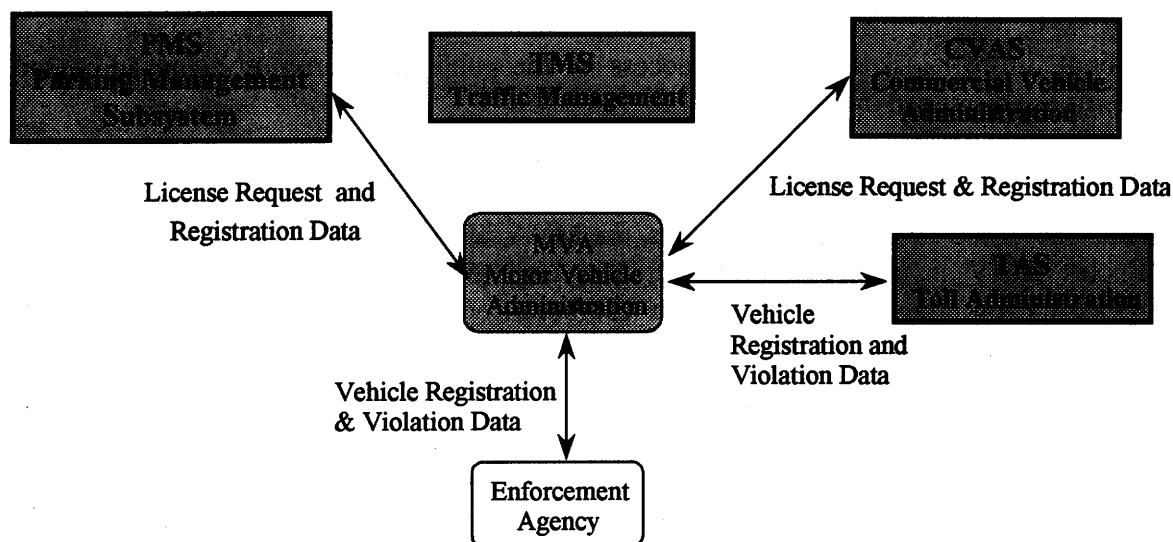 PMS
Parking Management
Subsystem
TMS
Traffic Management
CVAS
Commercial Vehicle
Administration
License Request and
Registration Data
License Request & Registration Data
MVA
Motor Vehicle
Administration
TAS
Toll Administration
Vehicle
Registration and
Violation Data
Vehicle Registration
& Violation Data
Enforcement
Agency